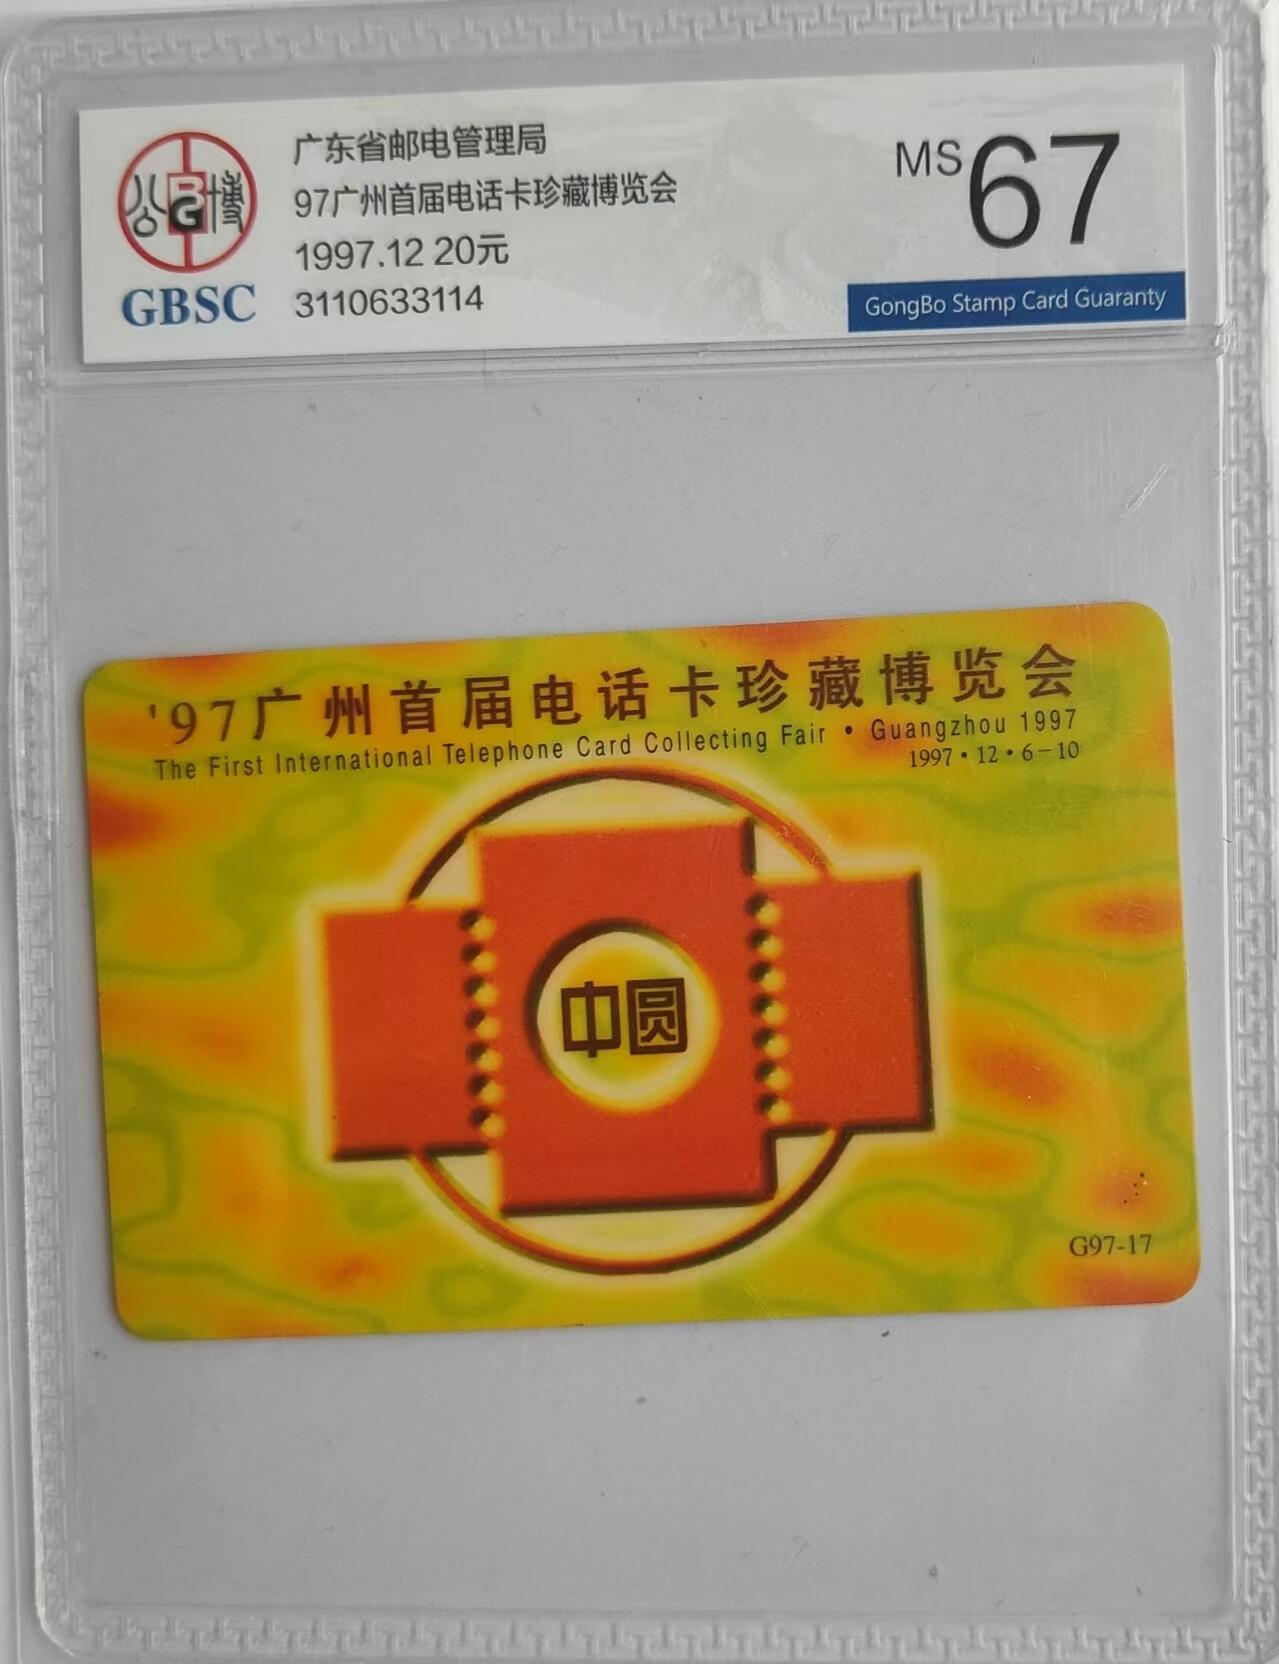 公博
BG
GBSC
广东省邮电管理局
97广州首届电话卡珍藏博览会
1997.12 20元
3110633114
MS 67
GongBo Stamp Card Guaranty
'97广州首届电话卡珍藏博览会
The First International Telephone Card Collecting Fair • Guangzhou 1997
1997·12·6-10
中圆
G97-17